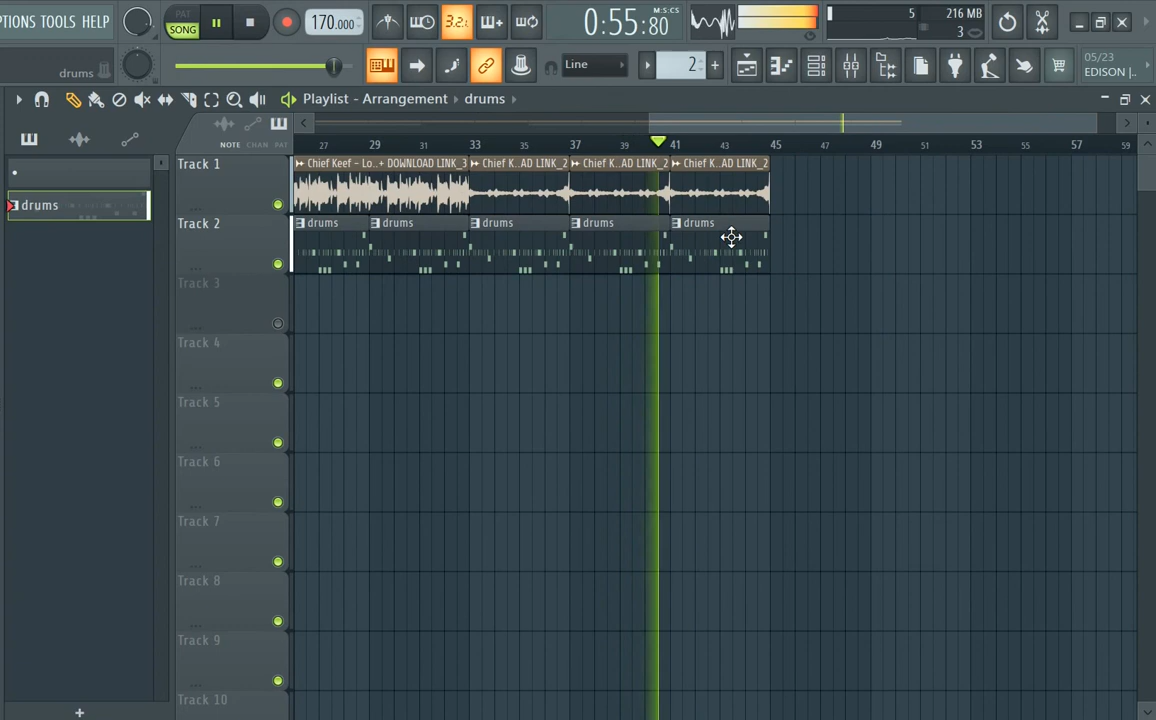 PTIONS TOOLS HELP
PAT
SONG
170.000
3.2.
0:55:80
M:S:CS
5
216 MB
3
drums
Line
2
05/23
EDISON |..
Playlist - Arrangement
drums
NOTE CHAN PAT
27 29 31 33 35 37 39 41 43 45 47 49 51 53 55 57 59
drums
Track 1
Chief Keef - Lo..+ DOWNLOAD LINK_3
Chief K..AD LINK_2
Chief K..AD LINK_2
Chief K..AD LINK_2
Track 2
drums
drums
drums
drums
drums
Track 3
Track 4
Track 5
Track 6
Track 7
Track 8
Track 9
Track 10